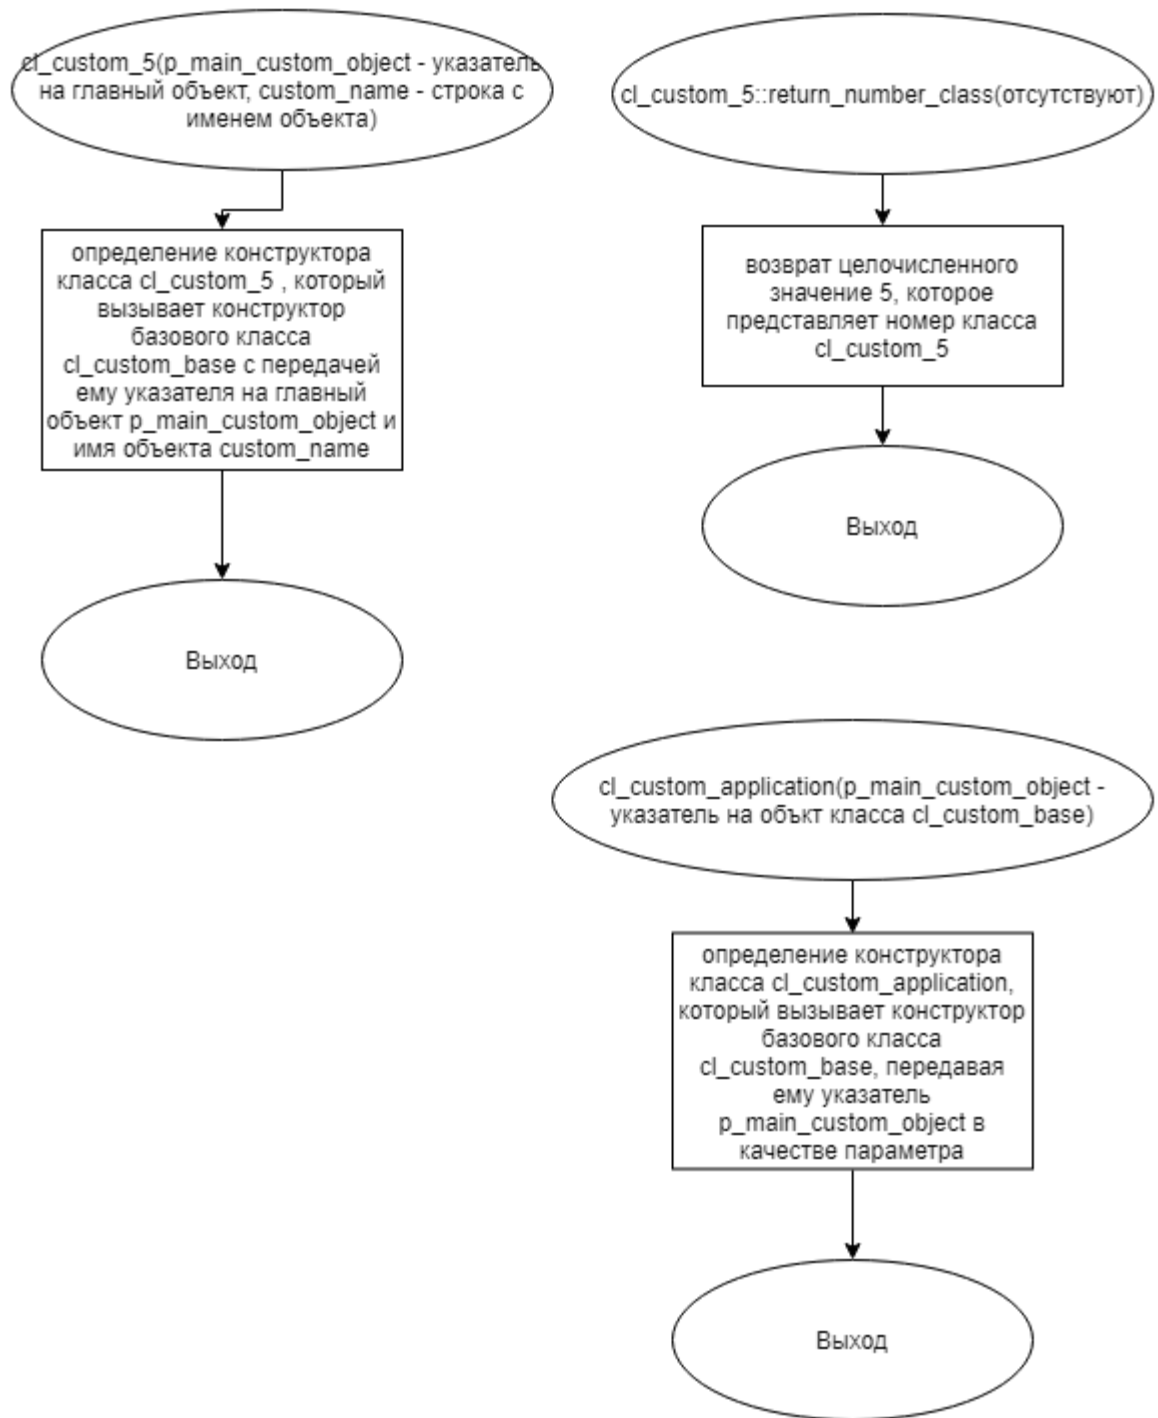 cl_custom_5(p_main_custom_object - указатель
на главный объект, custom_name - строка с
именем объекта)
определение конструктора
класса cl_custom_5 , который
вызывает конструктор
базового класса
cl_custom_base с передачей
ему указателя на главный
объект p_main_custom_object и
имя объекта custom_name
Выход
cl_custom_5::return_number_class(отсутствуют)
возврат целочисленного
значение 5, которое
представляет номер класса
cl_custom_5
Выход
cl_custom_application(p_main_custom_object -
указатель на объкт класса cl_custom_base)
определение конструктора
класса cl_custom_application,
который вызывает конструктор
базового класса
cl_custom_base, передавая
ему указатель
p_main_custom_object в
качестве параметра
Выход